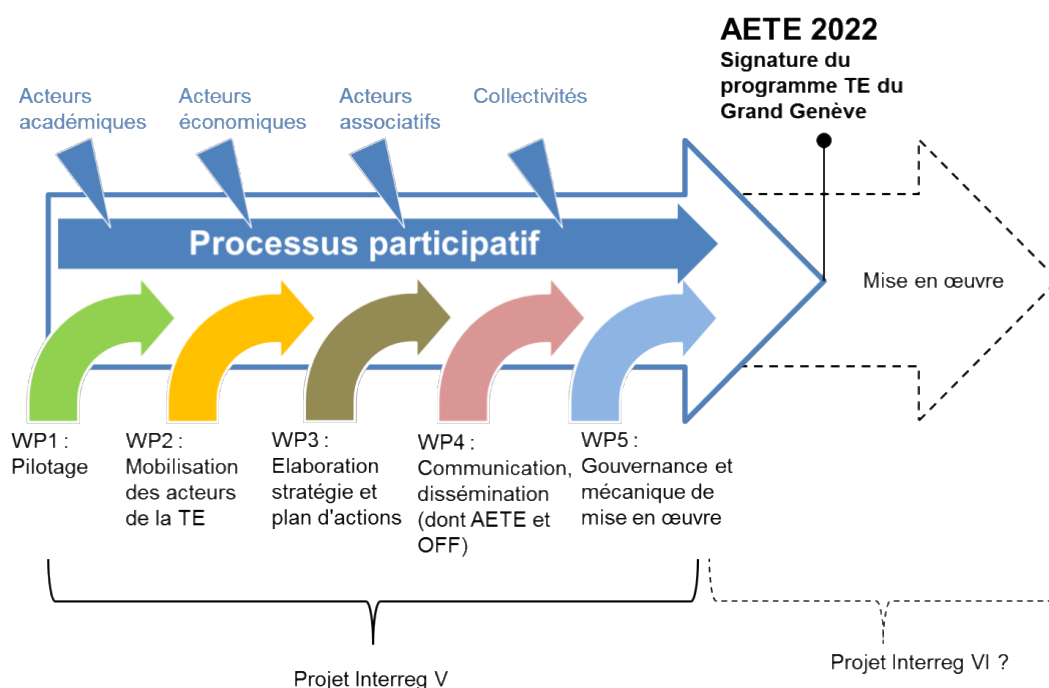 AETE 2022
Signature du
programme TE du
Grand Genève
Acteurs
académiques
Acteurs
économiques
Acteurs
associatifs
Collectivités
Processus participatif
Mise en œuvre
WP1 :
Pilotage
WP2 :
Mobilisation
des acteurs
de la TE
WP3 :
Elaboration
stratégie et
plan d'actions
WP4 :
Communication,
dissémination
(dont AETE et
OFF)
WP5 :
Gouvernance et
mécanique de
mise en œuvre
Projet Interreg V
Projet Interreg VI ?